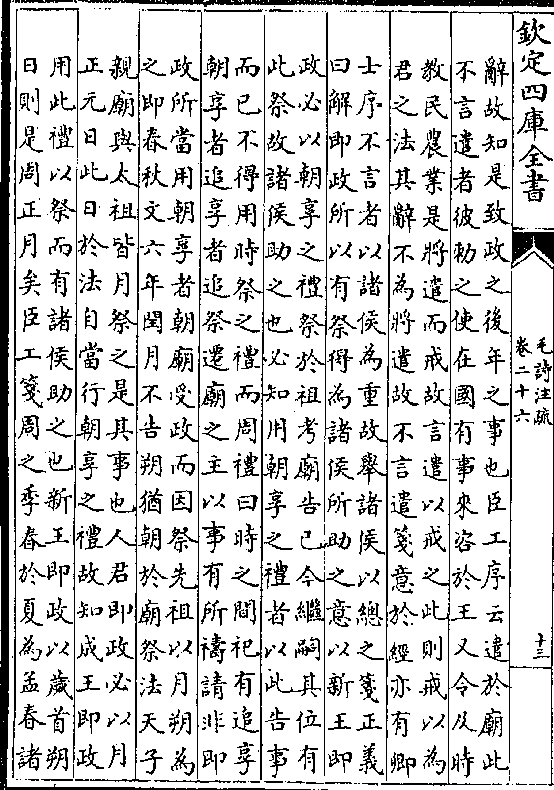 欽定四庫全書
毛詩注疏
卷二十六
十三
辭故知是致政之後年之事也臣工序云遣於廟此
不言遣者彼勅之使在國有事來咨於王又令及時
教民農業是將遣而戒故言遣以戒之此則戒以為
君之法其辭不為將遣故不言遣箋意於經亦有卿
士序不言者以諸侯為重故舉諸侯以總之箋正義
曰解即政所以有祭得為諸侯所助之意以新王即
政必以朝享之禮祭於祖考廟告已今繼嗣其位有
此祭故諸侯助之也必知用朝享之禮者以此告事
而已不得用時祭之禮而周禮曰時之間祀有追享
朝享者追享者追祭遷廟之主以事有所禱請非即
政所當用朝享者朝廟受政而因祭先祖以月朔為
之即春秋文六年閏月不告朔猶朝於廟祭法天子
親廟與太祖皆月祭之是其事也人君即政必以月
正元日此日於法自當行朝享之禮故知成王即政
用此禮以祭而有諸侯助之也新王即政以歲首朔
日則是周正月矣臣工箋周之季春於夏為孟春諸